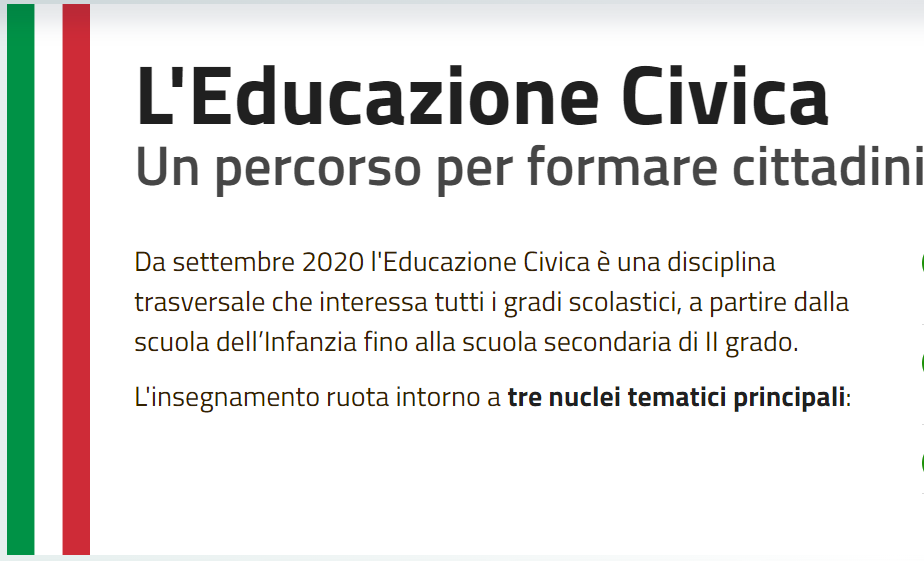 L'Educazione Civica
Un percorso per formare cittadini
Da settembre 2020 l'Educazione Civica è una disciplina
trasversale che interessa tutti i gradi scolastici, a partire dalla
scuola dell’Infanzia fino alla scuola secondaria di II grado.
L'insegnamento ruota intorno a tre nuclei tematici principali: